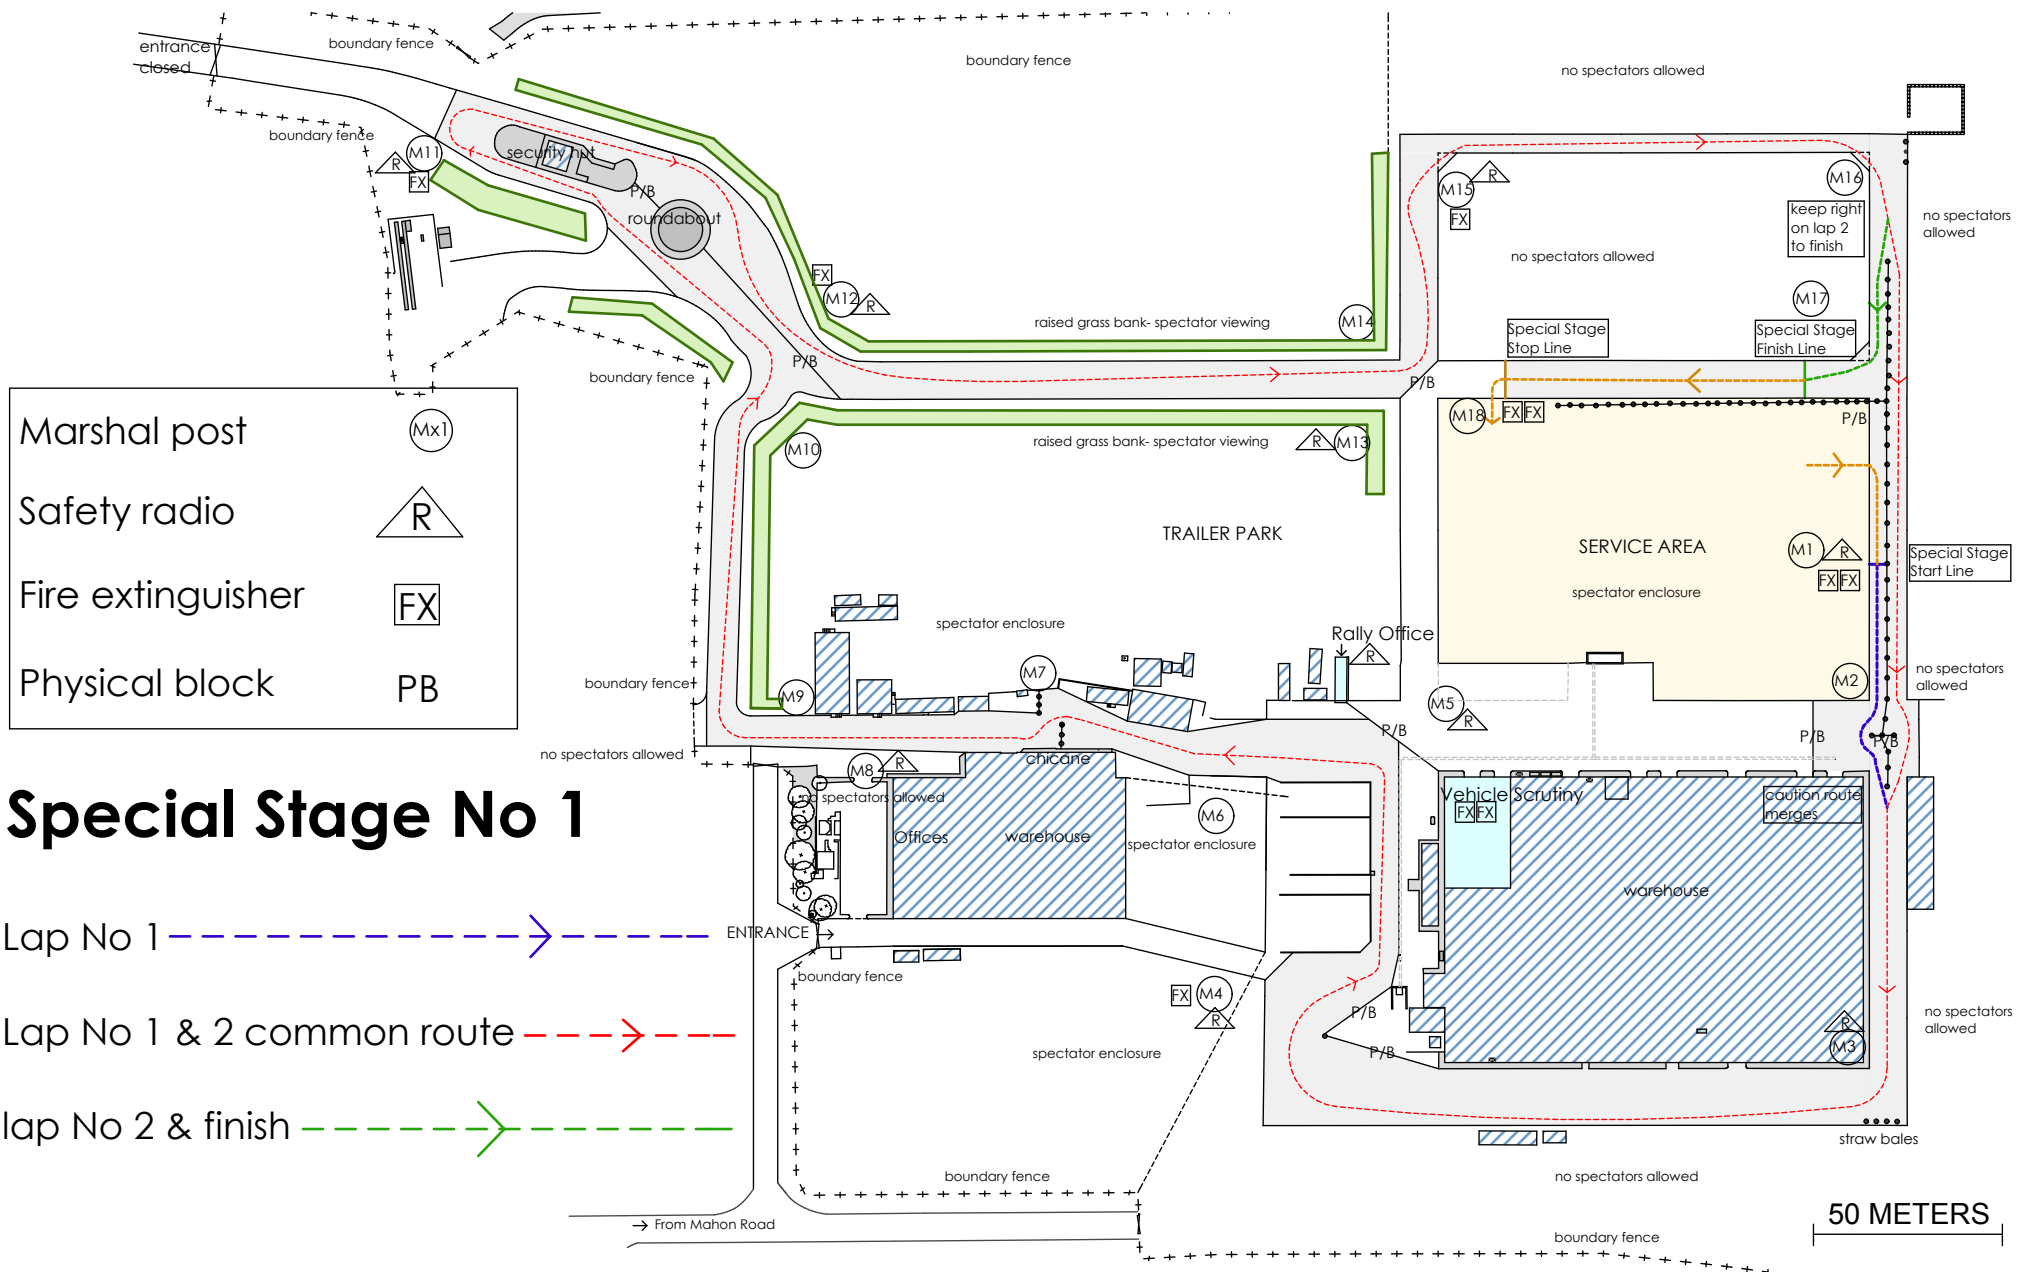 entrance
closed
boundary fence
boundary fence
no spectators allowed
boundary fence
M11
R
FX
security hut
P/B
roundabout
M15
R
FX
M16
keep right
on lap 2
to finish
no spectators
allowed
no spectators allowed
FX
M12
R
M17
raised grass bank- spectator viewing
M14
Special Stage
Stop Line
Special Stage
Finish Line
P/B
boundary fence
P/B
M18
FX
FX
P/B
Marshal post
Mx1
Safety radio
R
Fire extinguisher
FX
Physical block
PB
M10
raised grass bank- spectator viewing
R
M13
TRAILER PARK
SERVICE AREA
spectator enclosure
M1
R
FX
FX
Special Stage
Start Line
spectator enclosure
Rally Office
R
M7
M9
boundary fence
M5
R
M2
no spectators
allowed
P/B
P/B
P/B
no spectators allowed
M8
R
chicane
no spectators allowed
Offices
warehouse
M6
spectator enclosure
Vehicle Scrutiny
FX
FX
caution route
merges
warehouse
Special Stage No 1
Lap No 1
ENTRANCE
boundary fence
FX
M4
R
P/B
P/B
R
M3
no spectators
allowed
Lap No 1 & 2 common route
spectator enclosure
lap No 2 & finish
straw bales
boundary fence
no spectators allowed
From Mahon Road
50 METERS
boundary fence